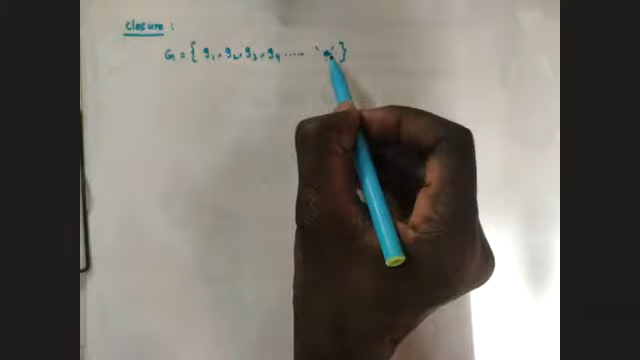 Closure :
G = { g₁, g₂, g₃, g₄ ..... }